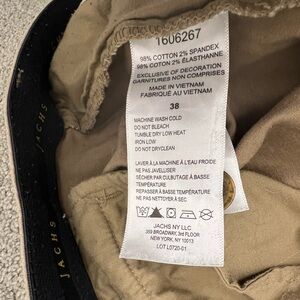 1606267
98% COTTON 2% SPANDEX
98% COTON 2% ÉLASTHANNE
EXCLUSIVE OF DECORATION
GARNITURES NON COMPRISES
MADE IN VIETNAM
FABRIQUÉ AU VIETNAM
38
MACHINE WASH COLD
DO NOT BLEACH
TUMBLE DRY LOW HEAT
IRON LOW
DO NOT DRYCLEAN
LAVER À LA MACHINE À L'EAU FROIDE
NE PAS JAVELLISER
SÉCHER PAR CULBUTAGE À BASSE
TEMPÉRATURE
REPASSER À BASSE TEMPÉRATURE
NE PAS NETTOYER À SEC
JACHS NY LLC
359 BROADWAY, 3rd FLOOR
NEW YORK, NY 10013
LOT L0720-01
JACHS
JACHS